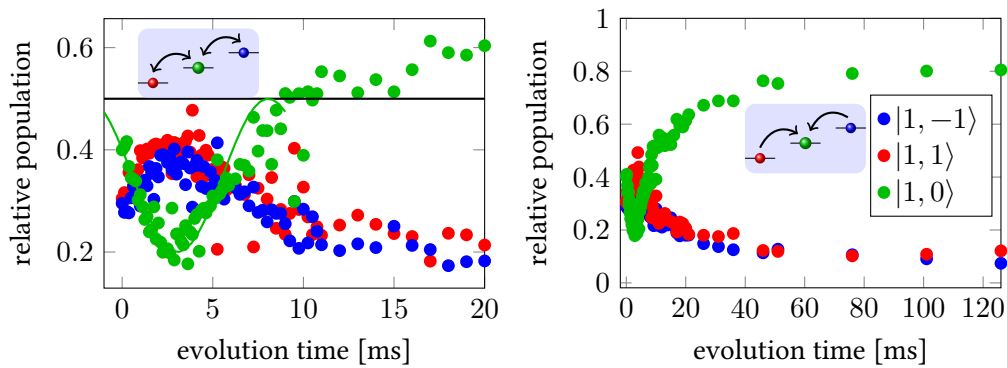 relative population
0.6
0.4
0.2
0 5 10 15 20
evolution time [ms]
relative population
1
0.8
0.6
0.4
0.2
0
0 20 40 60 80 100 120
evolution time [ms]
|1, −1⟩
|1, 1⟩
|1, 0⟩